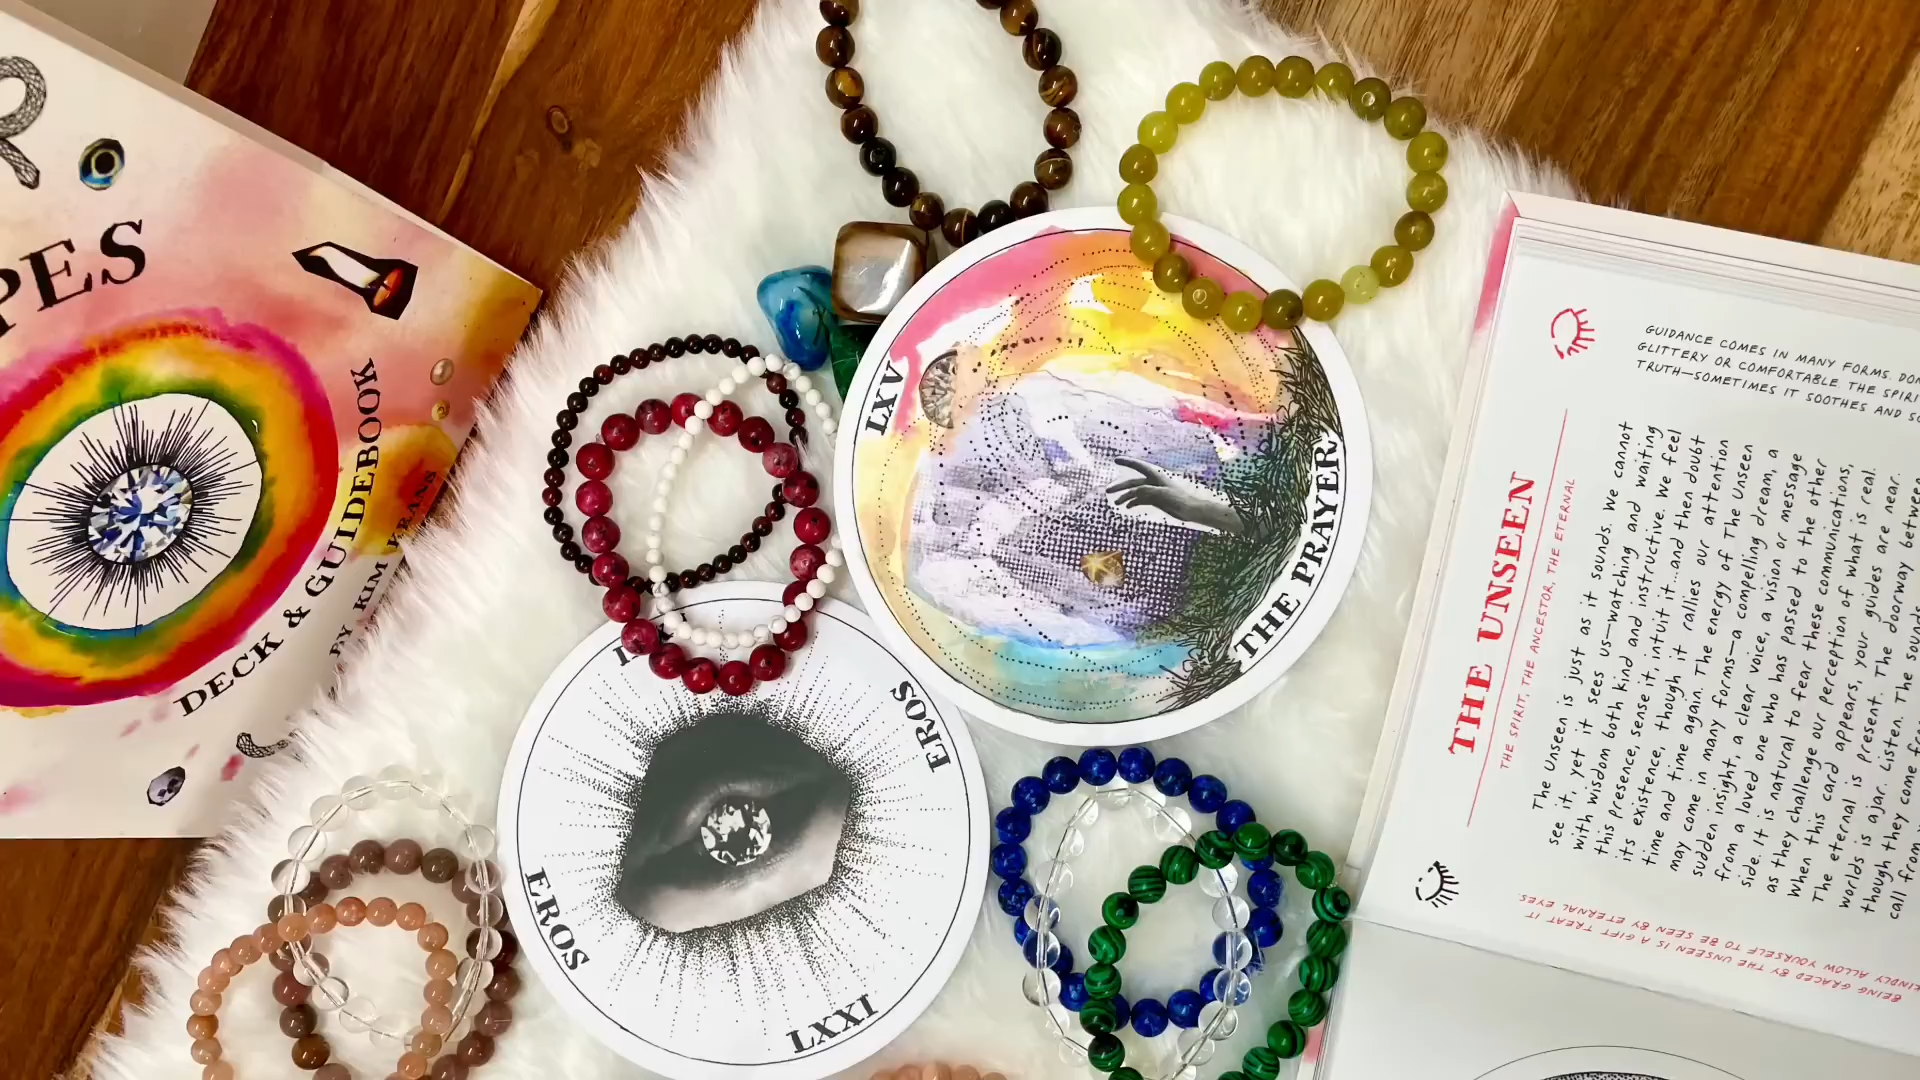 R
PES
DECK & GUIDEBOOK
BY KIM KRANS
LXV
THE PRAYER
EROS
EROS
LXXI
GUIDANCE COMES IN MANY FORMS.
GLITTERY OR COMFORTABLE THE
TRUTH—SOMETIMES IT SOOTHES AND
THE UNSEEN
THE SPIRIT, THE ANCESTOR, THE ETERNAL
The Unseen is just as it sounds. We cannot
see it, yet it sees us—watching and waiting
with wisdom both kind and instructive. We feel
this presence, sense it, intuit it...and then doubt
its existence, though it rallies our attention
time and time again. The energy of The Unseen
may come in many forms—a compelling dream, a
sudden insight, a clear voice, a vision or message
from a loved one who has passed to the other
side. It is natural to fear these communications,
as they challenge our perception of what is real.
When this card appears, your guides are near.
The eternal is present. The doorway between
worlds is ajar. Listen. The sounds
though they come from
call from
BEING GRACED BY THE UNSEEN IS A GIFT TREAT IT
KINDLY ALLOW YOURSELF TO BE SEEN BY ETERNAL EYES